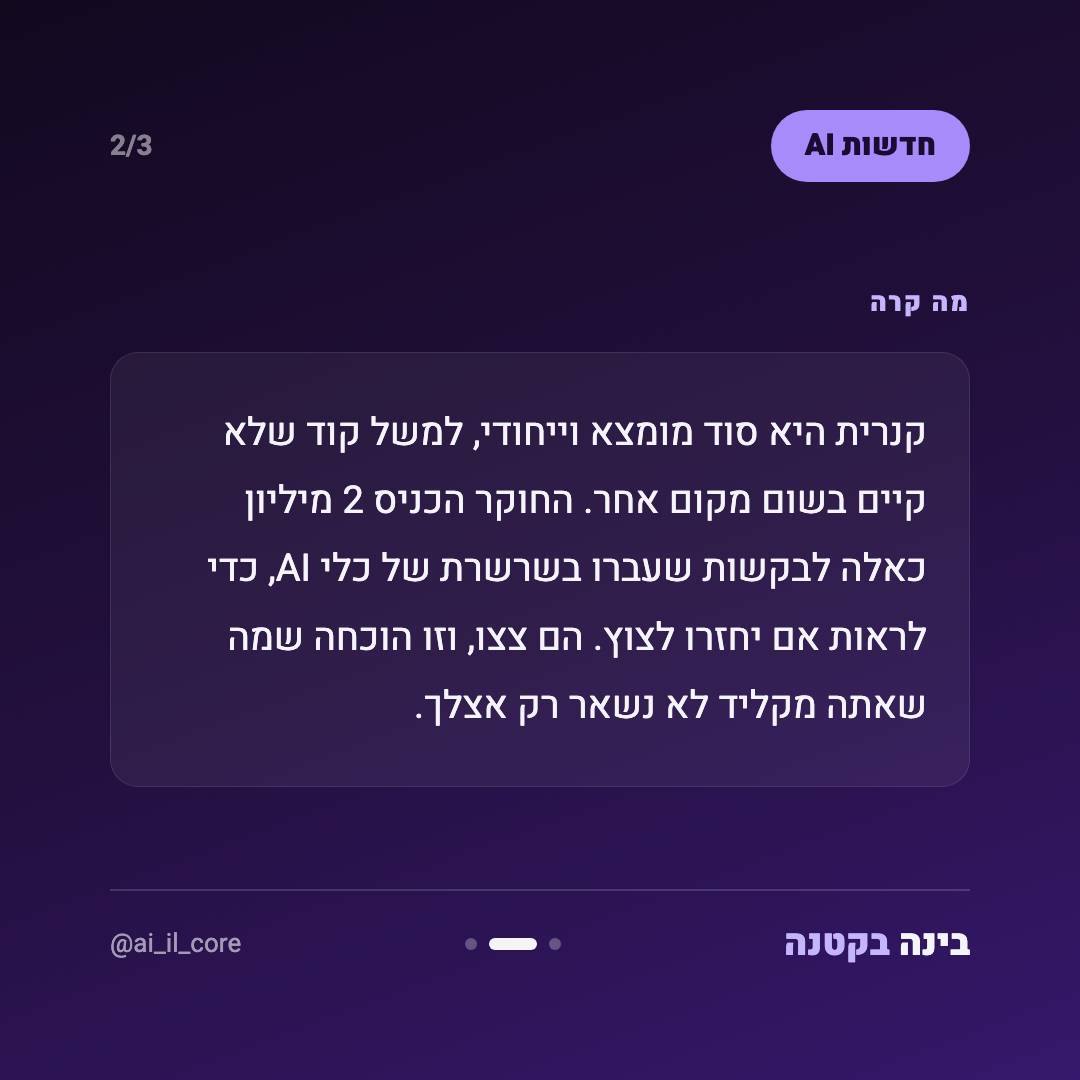 חדשות AI
2/3
מה קרה
קנרית היא סוד מומצא וייחודי, למשל קוד שלא
קיים בשום מקום אחר. החוקר הכניס 2 מיליון
כאלה לבקשות שעברו בשרשרת של כלי AI, כדי
לראות אם יחזרו לצוץ. הם צצו, וזו הוכחה שמה
שאתה מקליד לא נשאר רק אצלך.
בינה בקטנה
@ai_il_core